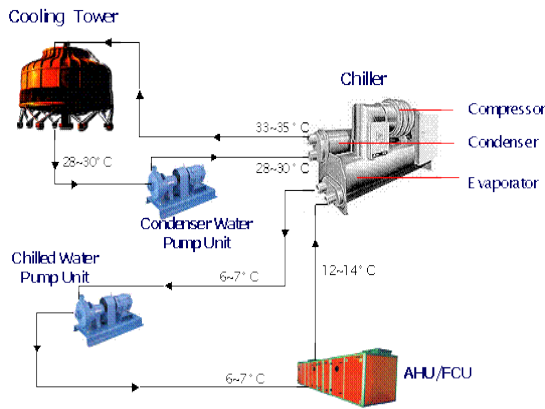 Cooling Tower
Chiller
Compressor
33~35° C
Condenser
28~30° C
28~30° C
Evaporator
Condenser Water
Pump Unit
Chilled Water
Pump Unit
6~7° C
12~14° C
6~7° C
AHU/FCU